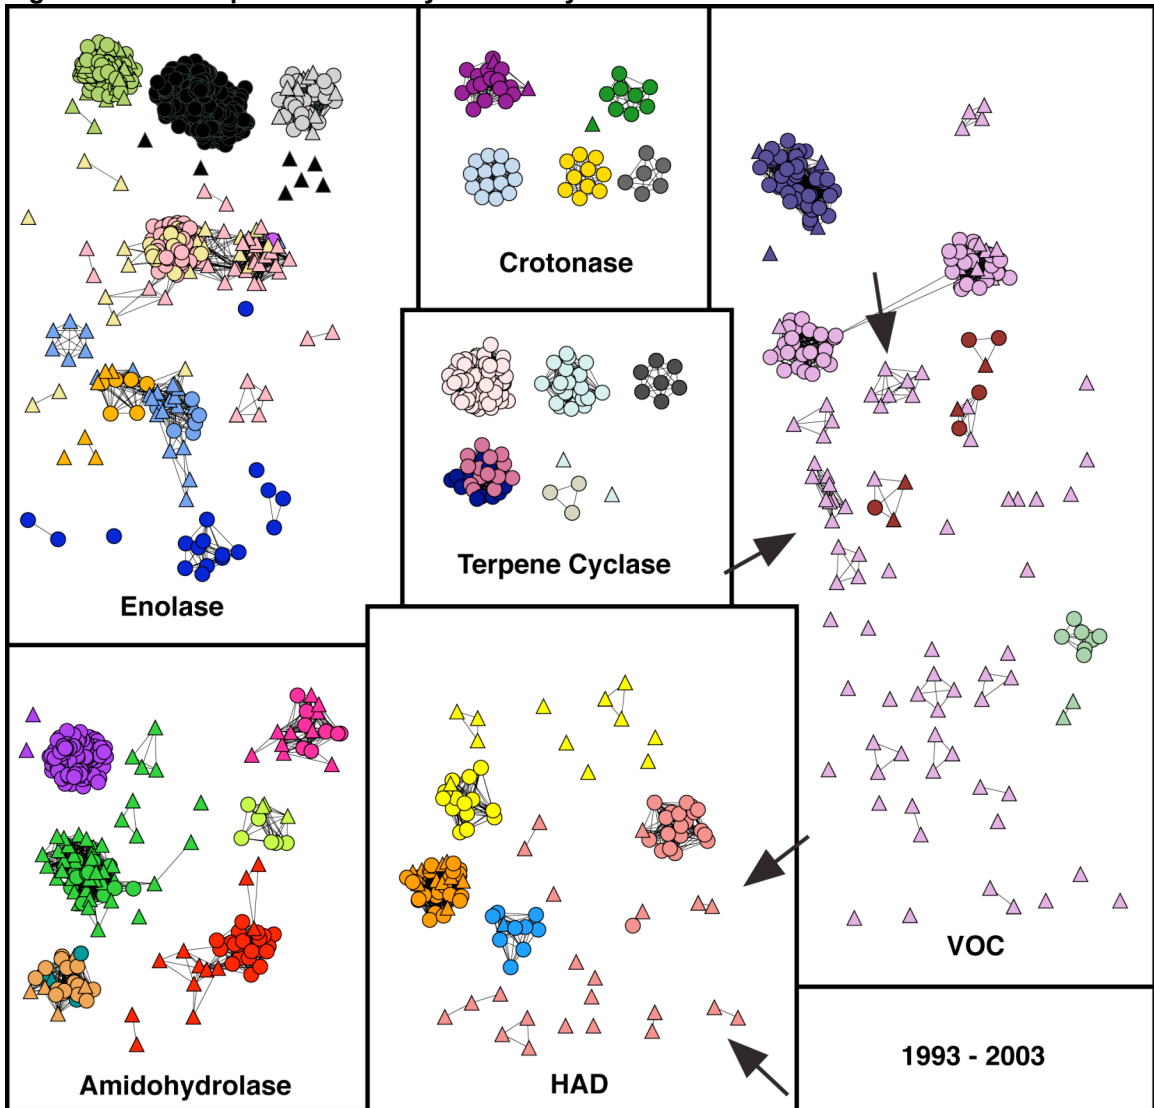 Crotonase
Terpene Cyclase
Enolase
VOC
Amidohydrolase
HAD
1993 - 2003